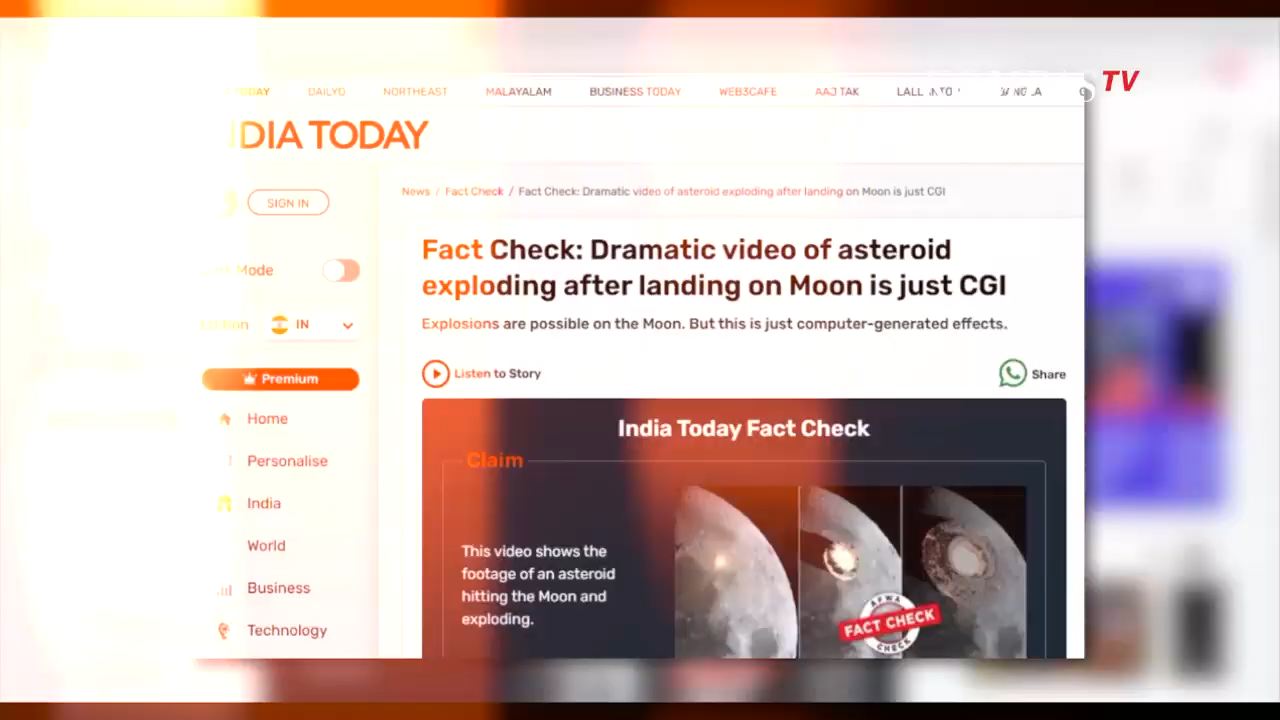 TV
TODAY DAILYO NORTHEAST MALAYALAM BUSINESS TODAY WEB3CAFE AAJ TAK
DIA TODAY
SIGN IN
News / Fact Check / Fact Check: Dramatic video of asteroid exploding after landing on Moon is just CGI
Mode
IN
Premium
Home
Personalise
India
World
Business
Technology
Fact Check: Dramatic video of asteroid
exploding after landing on Moon is just CGI
Explosions are possible on the Moon. But this is just computer-generated effects.
Listen to Story
Share
India Today Fact Check
Claim
This video shows the
footage of an asteroid
hitting the Moon and
exploding.
AFWA
FACT CHECK
CHECK